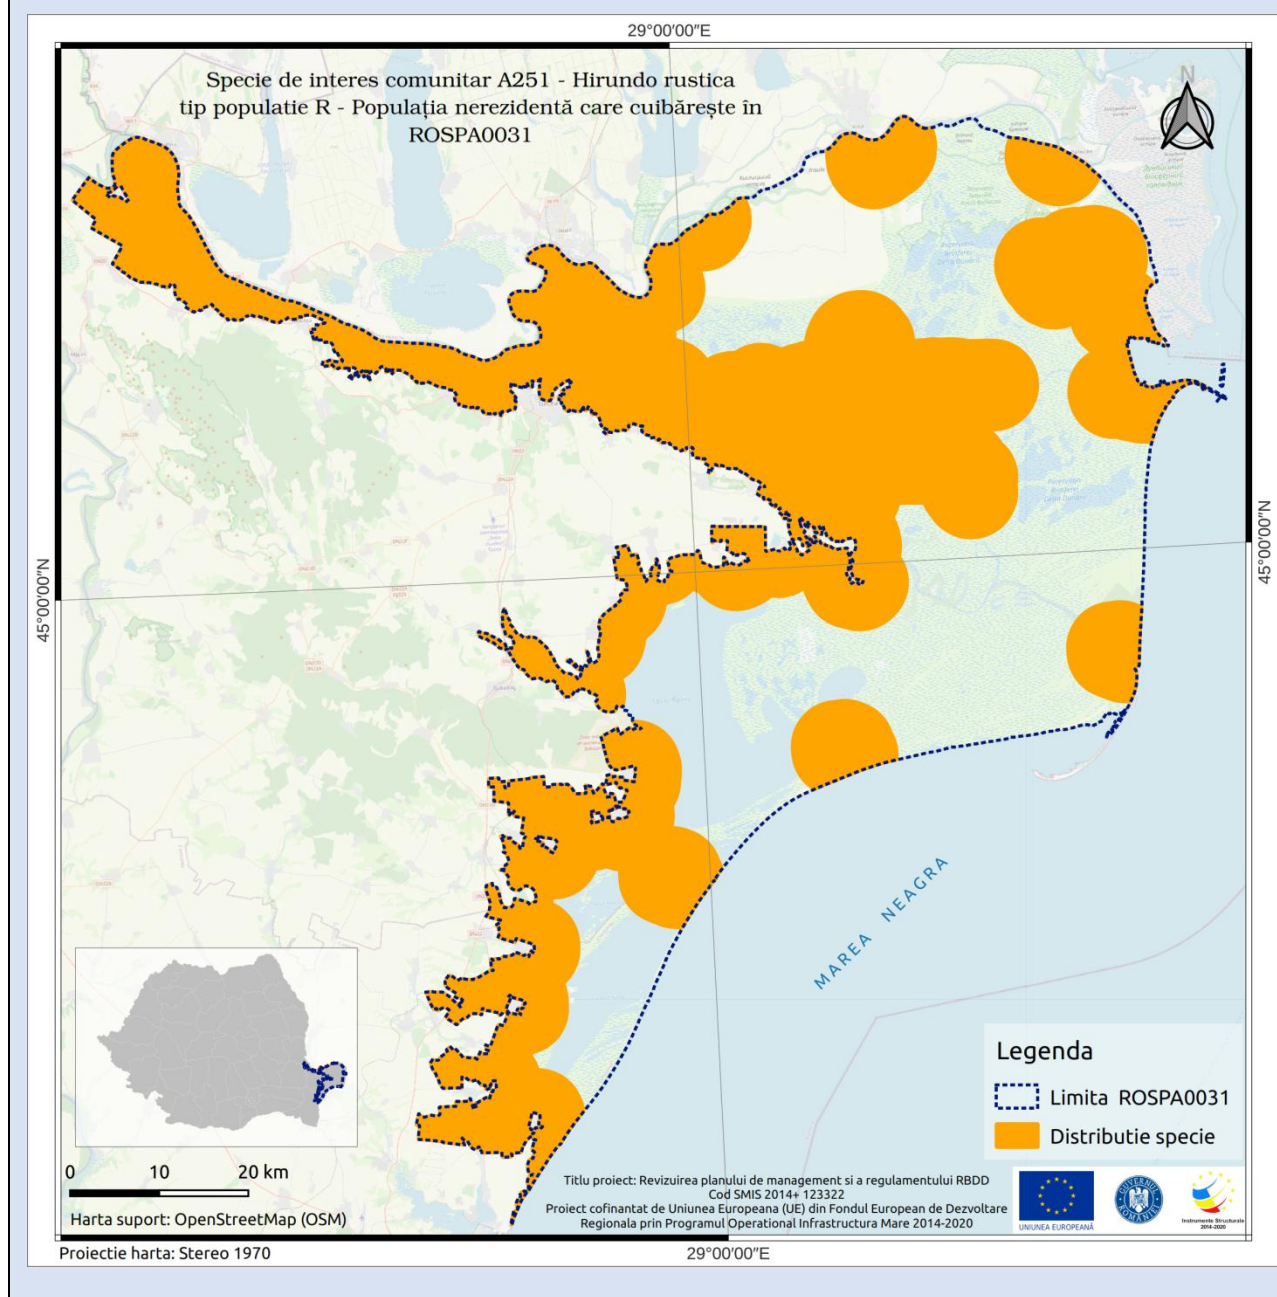 29°00'00"E
Specie de interes comunitar A251 - Hirundo rustica
tip populatie R - Populația nerezidentă care cuibărește în
ROSPA0031
N
45°00'00"N
45°00'00"N
MAREA NEAGRA
Legenda
Limita ROSPA0031
Distributie specie
0 10 20 km
Harta suport: OpenStreetMap (OSM)
Titlu proiect: Revizuirea planului de management si a regulamentului RBDD
Cod SMIS 2014+ 123322
Proiect cofinantat de Uniunea Europeana (UE) din Fondul European de Dezvoltare
Regionala prin Programul Operational Infrastructura Mare 2014-2020
UNIUNEA EUROPEANĂ
GUVERNUL ROMÂNIEI
Instrumente Structurale
2014-2020
Proiectie harta: Stereo 1970
29°00'00"E